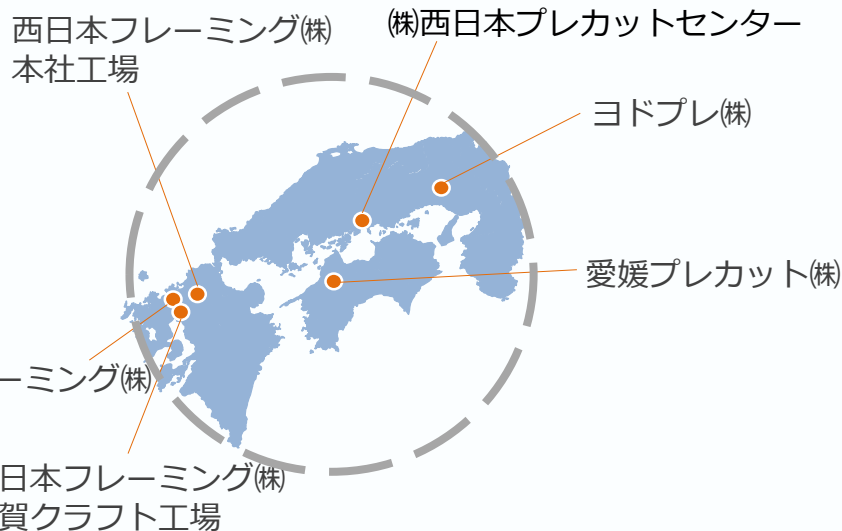 西日本フレーミング㈱
本社工場
㈱西日本プレカットセンター
ヨドプレ㈱
愛媛プレカット㈱
ーミング㈱
日本フレーミング㈱
賀クラフト工場